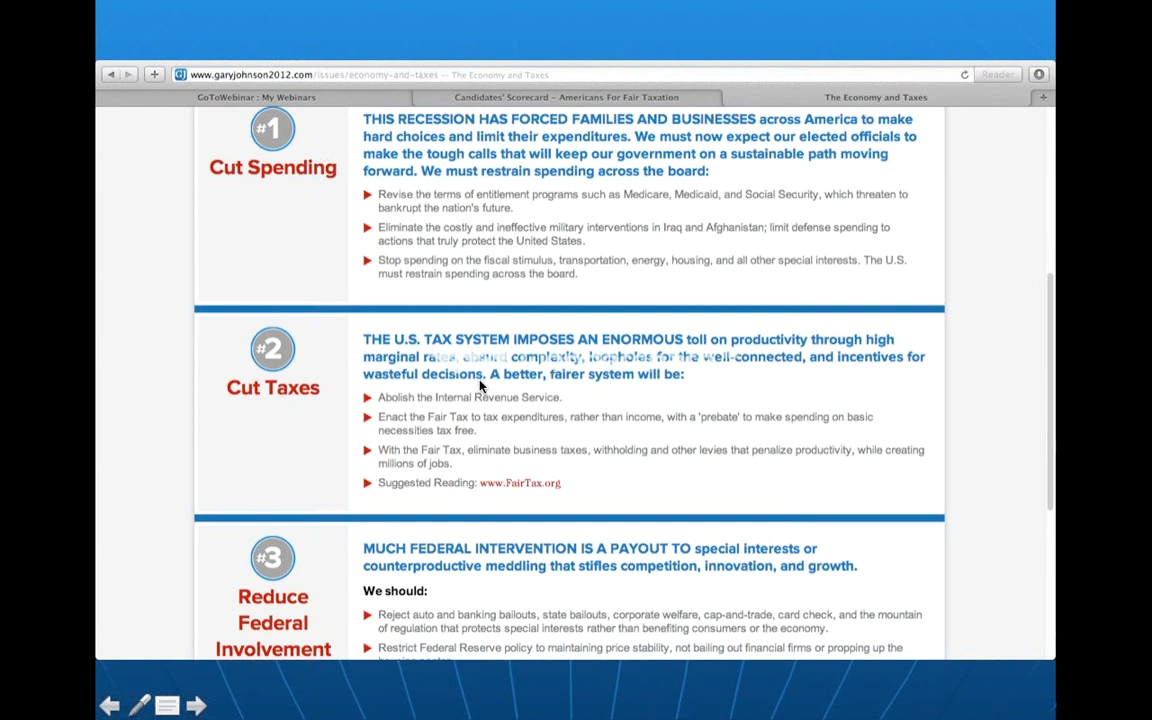 www.garyjohnson2012.com/issues/economy-and-taxes — The Economy and Taxes
Reader
GoToWebinar : My Webinars
Candidates' Scorecard – Americans For Fair Taxation
The Economy and Taxes
#1
Cut Spending
THIS RECESSION HAS FORCED FAMILIES AND BUSINESSES across America to make
hard choices and limit their expenditures. We must now expect our elected officials to
make the tough calls that will keep our government on a sustainable path moving
forward. We must restrain spending across the board:
Revise the terms of entitlement programs such as Medicare, Medicaid, and Social Security, which threaten to
bankrupt the nation's future.
Eliminate the costly and ineffective military interventions in Iraq and Afghanistan; limit defense spending to
actions that truly protect the United States.
Stop spending on the fiscal stimulus, transportation, energy, housing, and all other special interests. The U.S.
must restrain spending across the board.
#2
Cut Taxes
THE U.S. TAX SYSTEM IMPOSES AN ENORMOUS toll on productivity through high
marginal rates, absurd complexity, loopholes for the well-connected, and incentives for
wasteful decisions. A better, fairer system will be:
Abolish the Internal Revenue Service.
Enact the Fair Tax to tax expenditures, rather than income, with a 'prebate' to make spending on basic
necessities tax free.
With the Fair Tax, eliminate business taxes, withholding and other levies that penalize productivity, while creating
millions of jobs.
Suggested Reading: www.FairTax.org
#3
Reduce
Federal
Involvement
MUCH FEDERAL INTERVENTION IS A PAYOUT TO special interests or
counterproductive meddling that stifles competition, innovation, and growth.
We should:
Reject auto and banking bailouts, state bailouts, corporate welfare, cap-and-trade, card check, and the mountain
of regulation that protects special interests rather than benefiting consumers or the economy.
Restrict Federal Reserve policy to maintaining price stability, not bailing out financial firms or propping up the